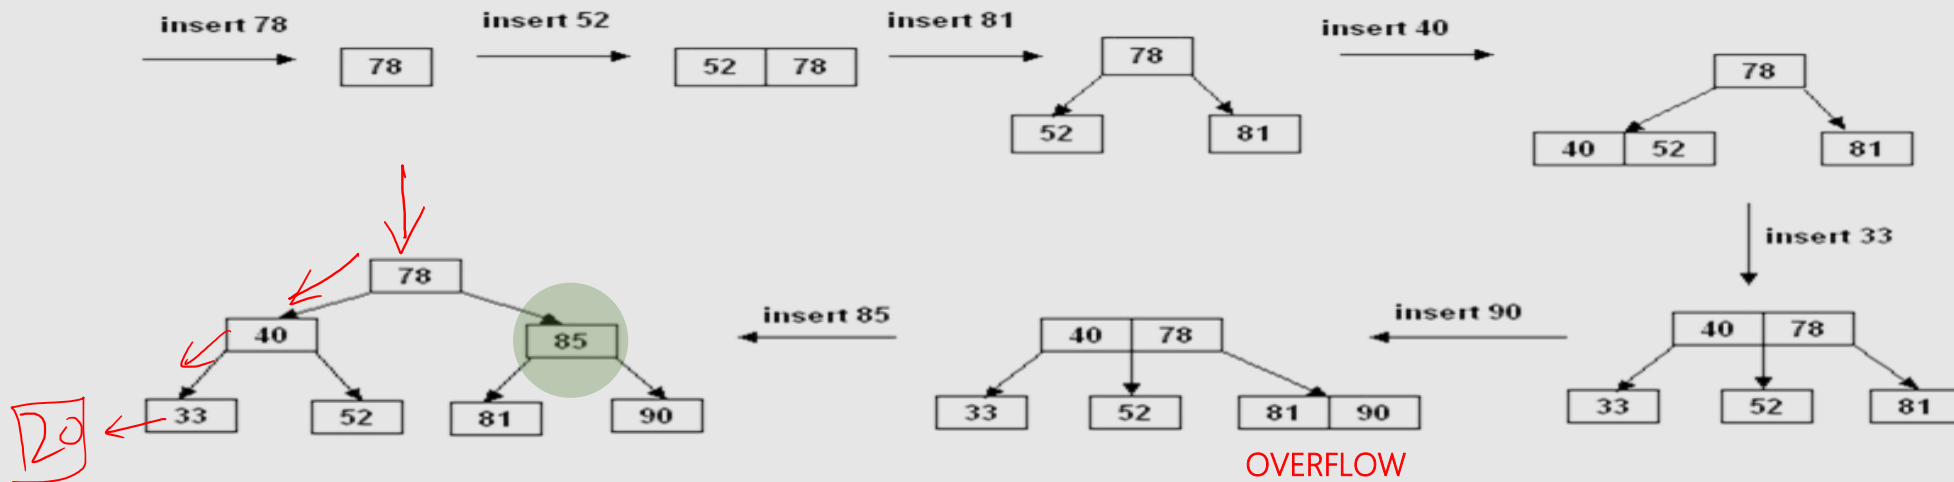 insert 78
78
insert 52
52 78
insert 81
78
52 81
insert 40
78
40 52 81
insert 33
40 78
33 52 81
insert 90
40 78
33 52 81 90
OVERFLOW
insert 85
78
40 85
33 52 81 90
20